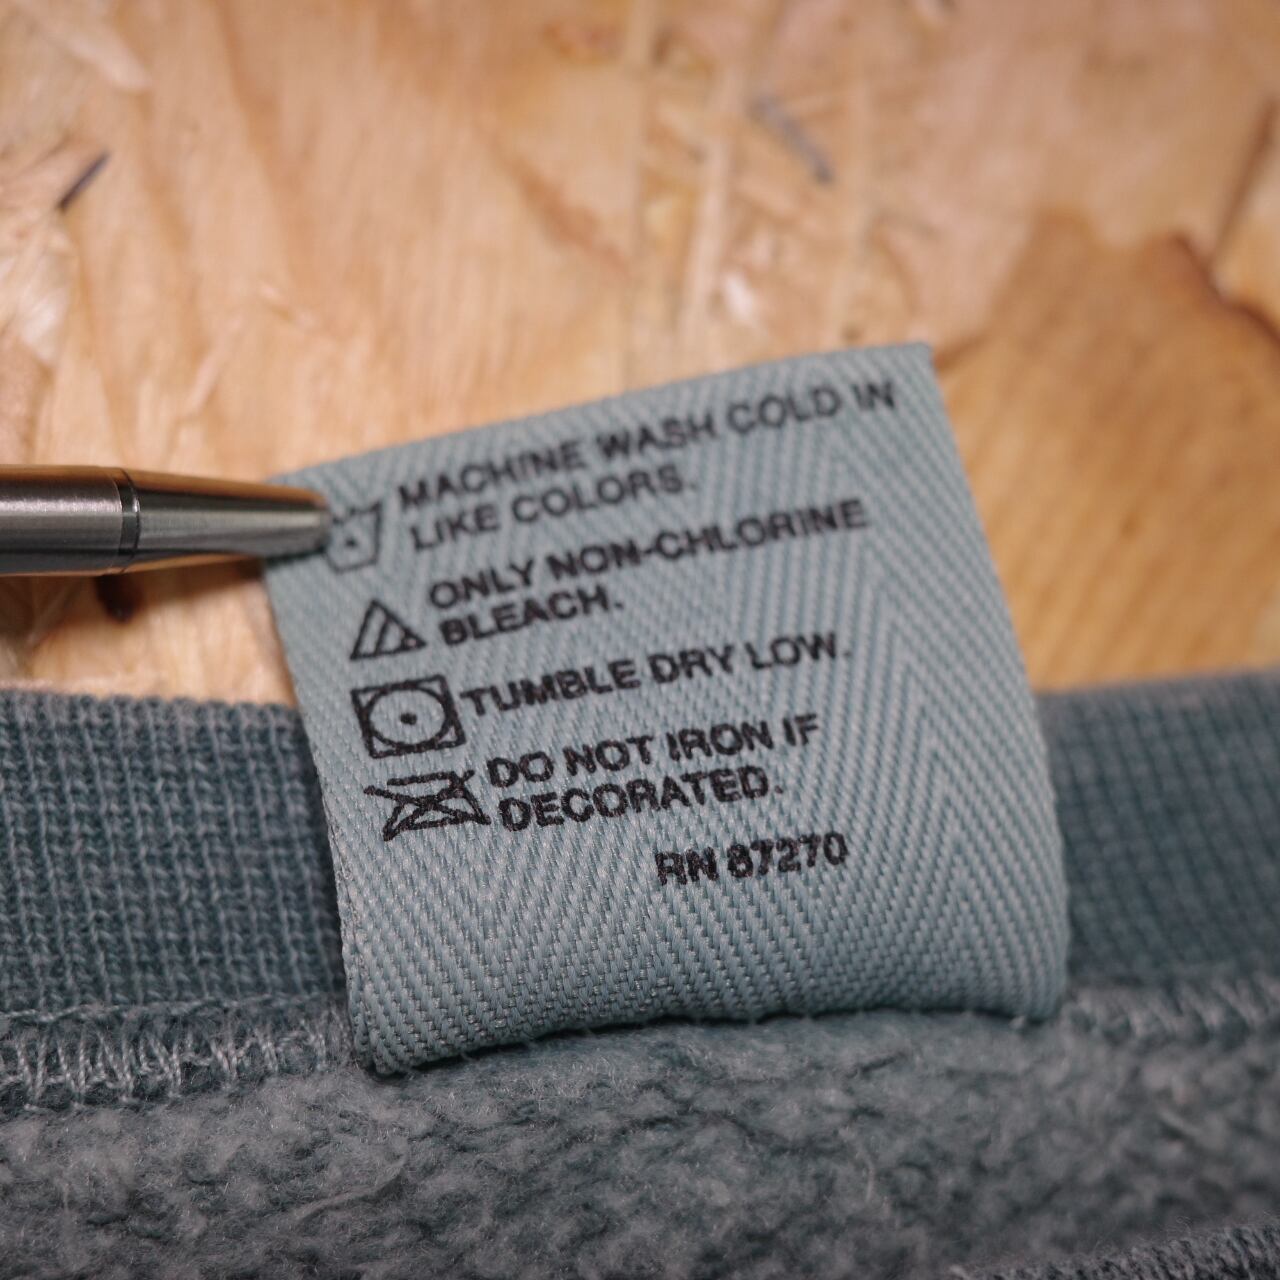 MACHINE WASH COLD IN
LIKE COLORS.
ONLY NON-CHLORINE
BLEACH.
TUMBLE DRY LOW.
DO NOT IRON IF
DECORATED.
RN 87270